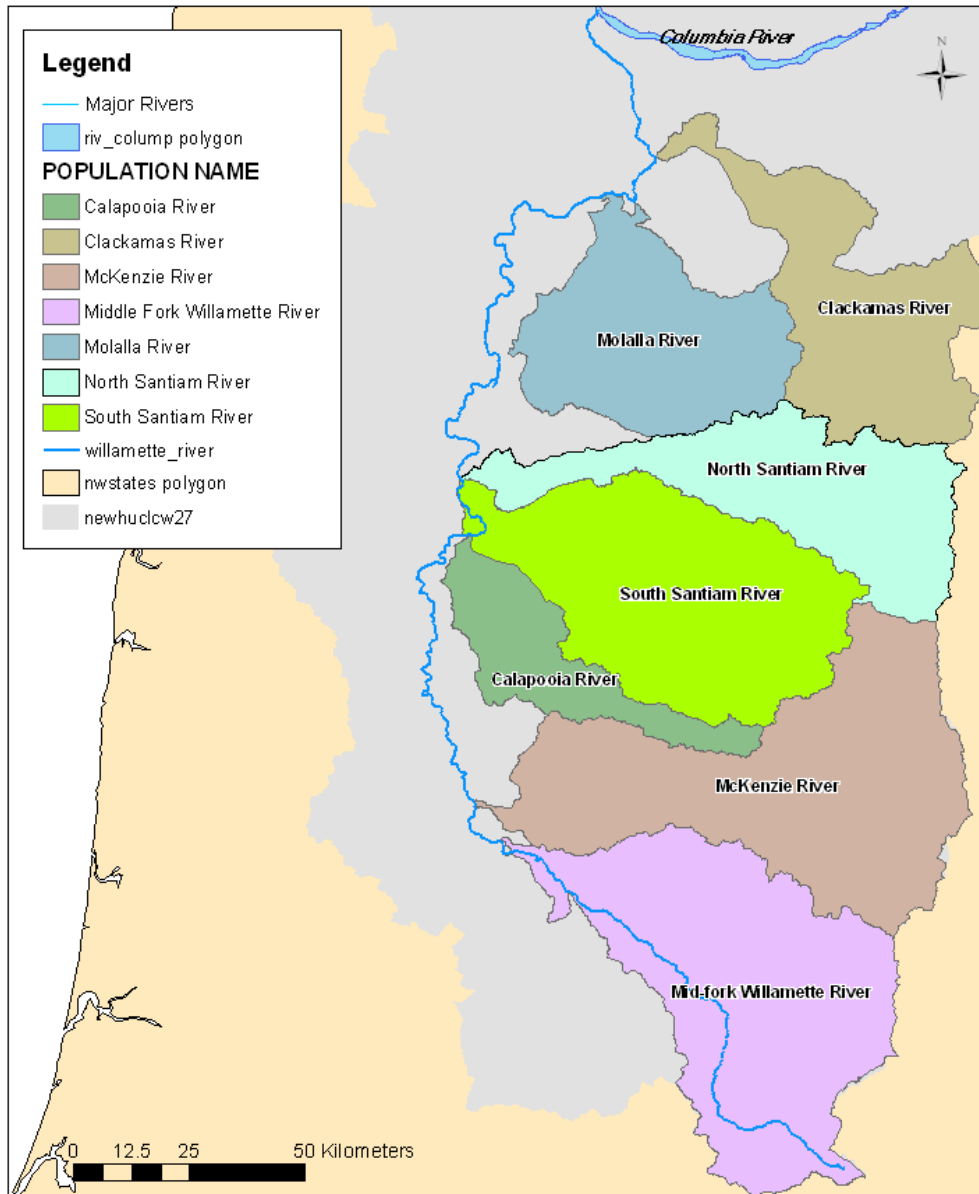 Columbia River
N
Legend
Major Rivers
riv_colump polygon
POPULATION NAME
Calapooia River
Clackamas River
McKenzie River
Middle Fork Willamette River
Molalla River
North Santiam River
South Santiam River
willamette_river
nwstates polygon
newhuclcw27
Clackamas River
Molalla River
North Santiam River
South Santiam River
Calapooia River
McKenzie River
Mid-fork Willamette River
0 12.5 25 50 Kilometers